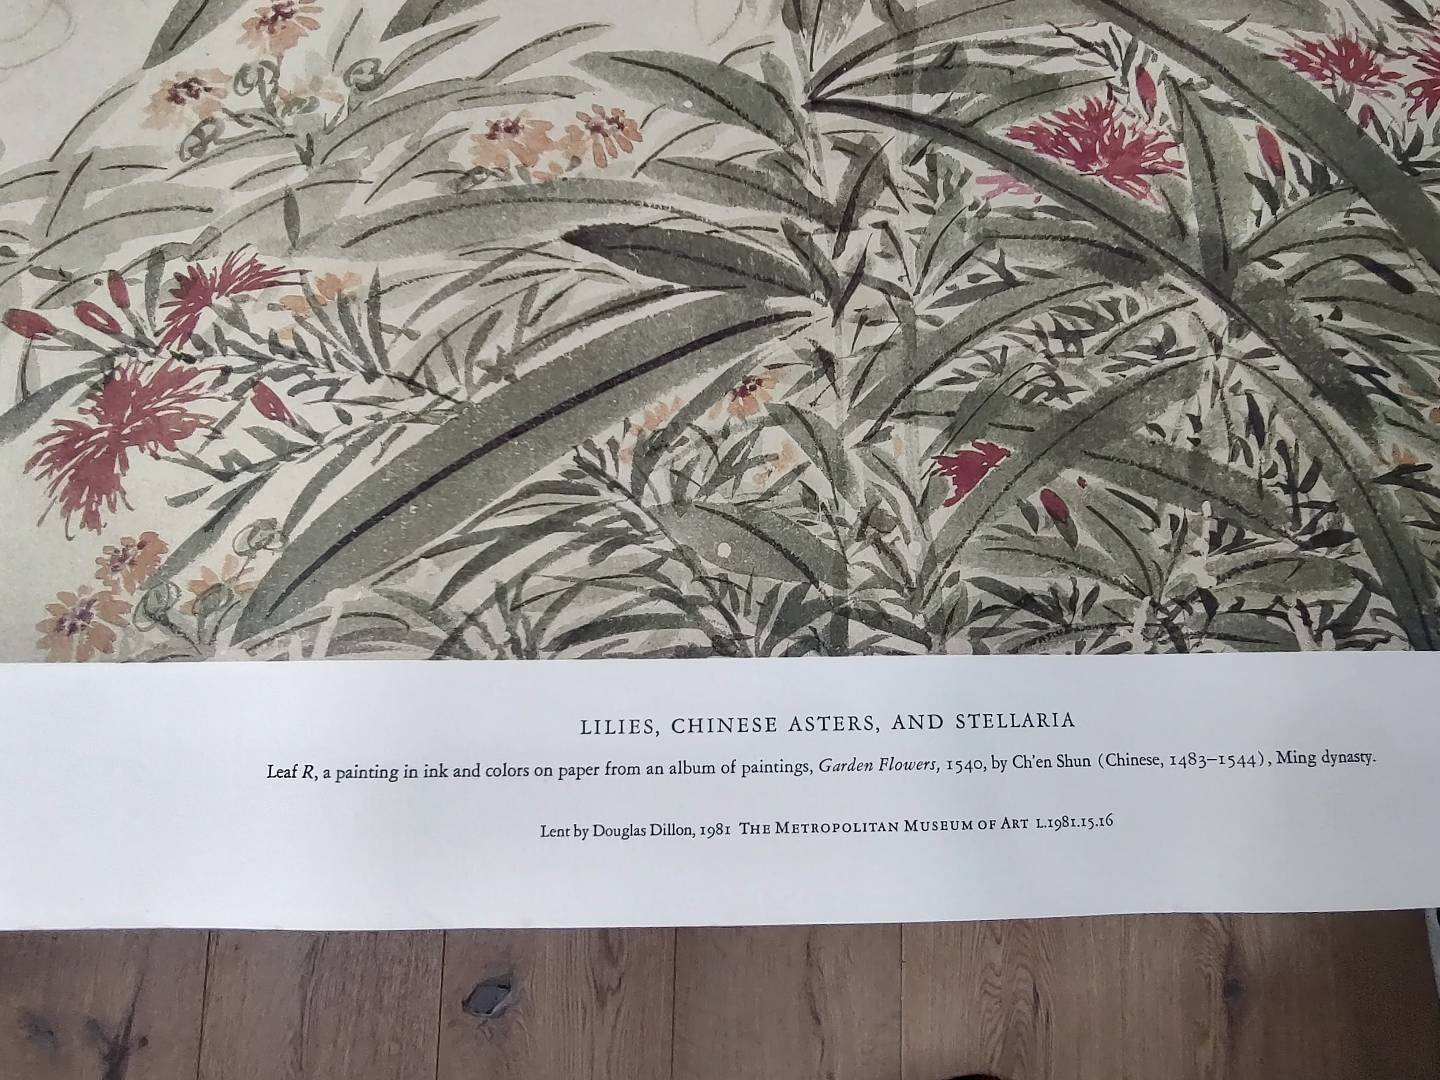 LILIES, CHINESE ASTERS, AND STELLARIA
Leaf R, a painting in ink and colors on paper from an album of paintings, Garden Flowers, 1540, by Ch'en Shun (Chinese, 1483–1544), Ming dynasty.
Lent by Douglas Dillon, 1981 THE METROPOLITAN MUSEUM OF ART L.1981.15.16